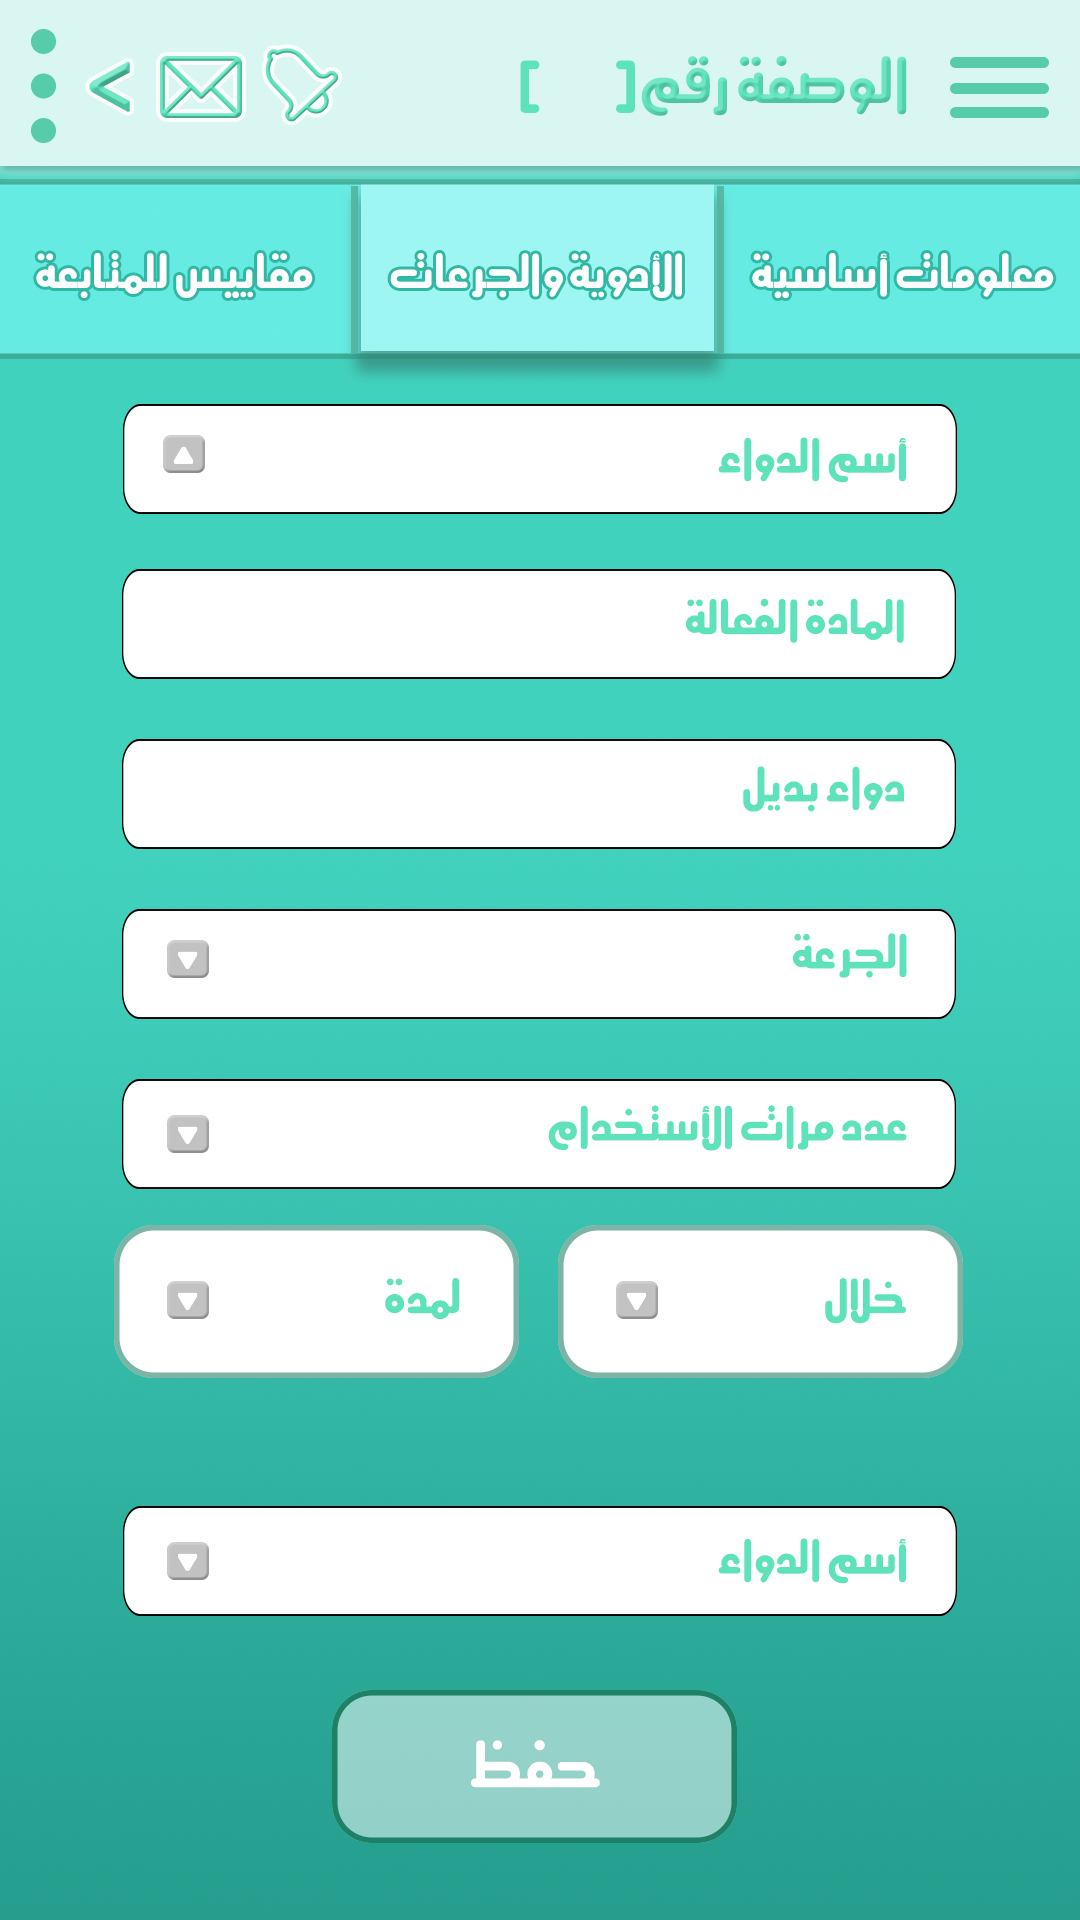 الوصفة رقم[ ]
معلومات أساسية
الأدوية والجرعات
مقاييس للمتابعة
أسم الدواء
المادة الفعالة
دواء بديل
الجرعة
عدد مرات الأستخدام
خلال
لمدة
أسم الدواء
حفظ